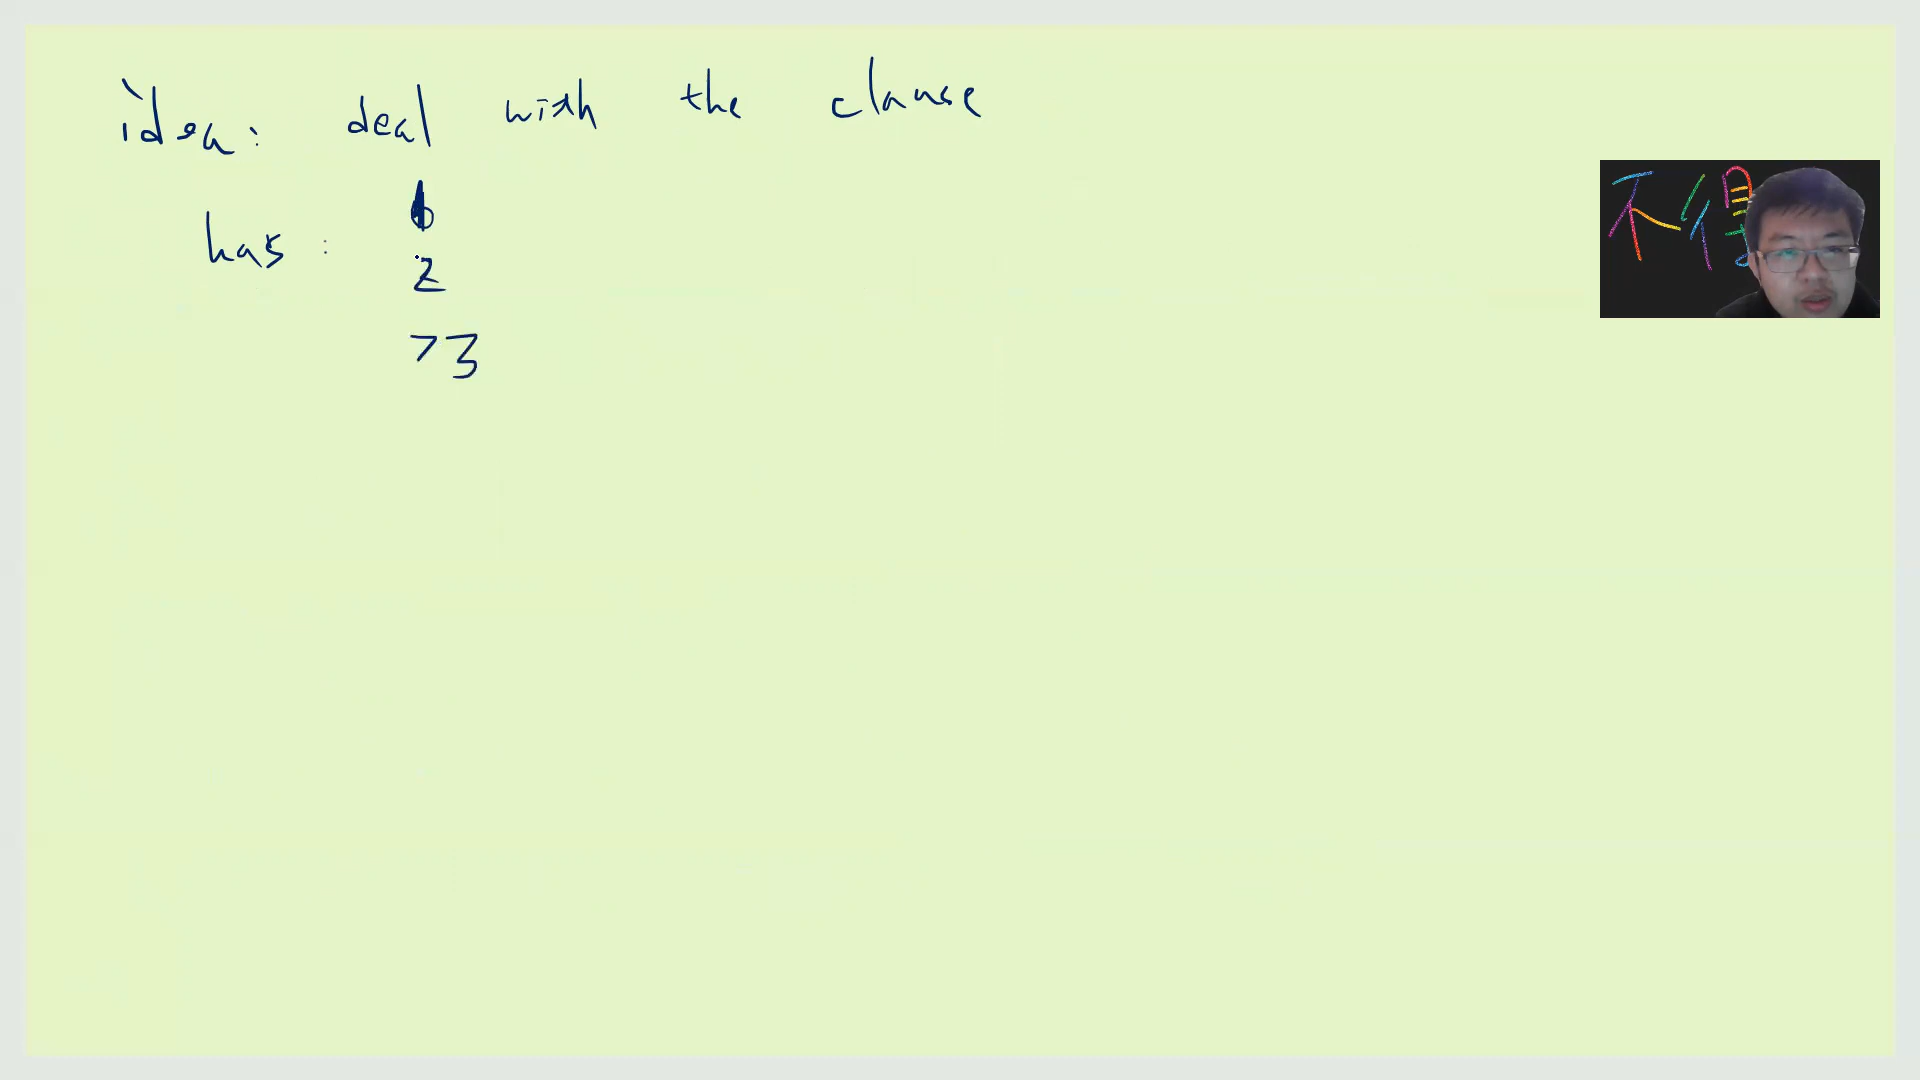 idea: deal with the clause
has :
1
2
>3
不得